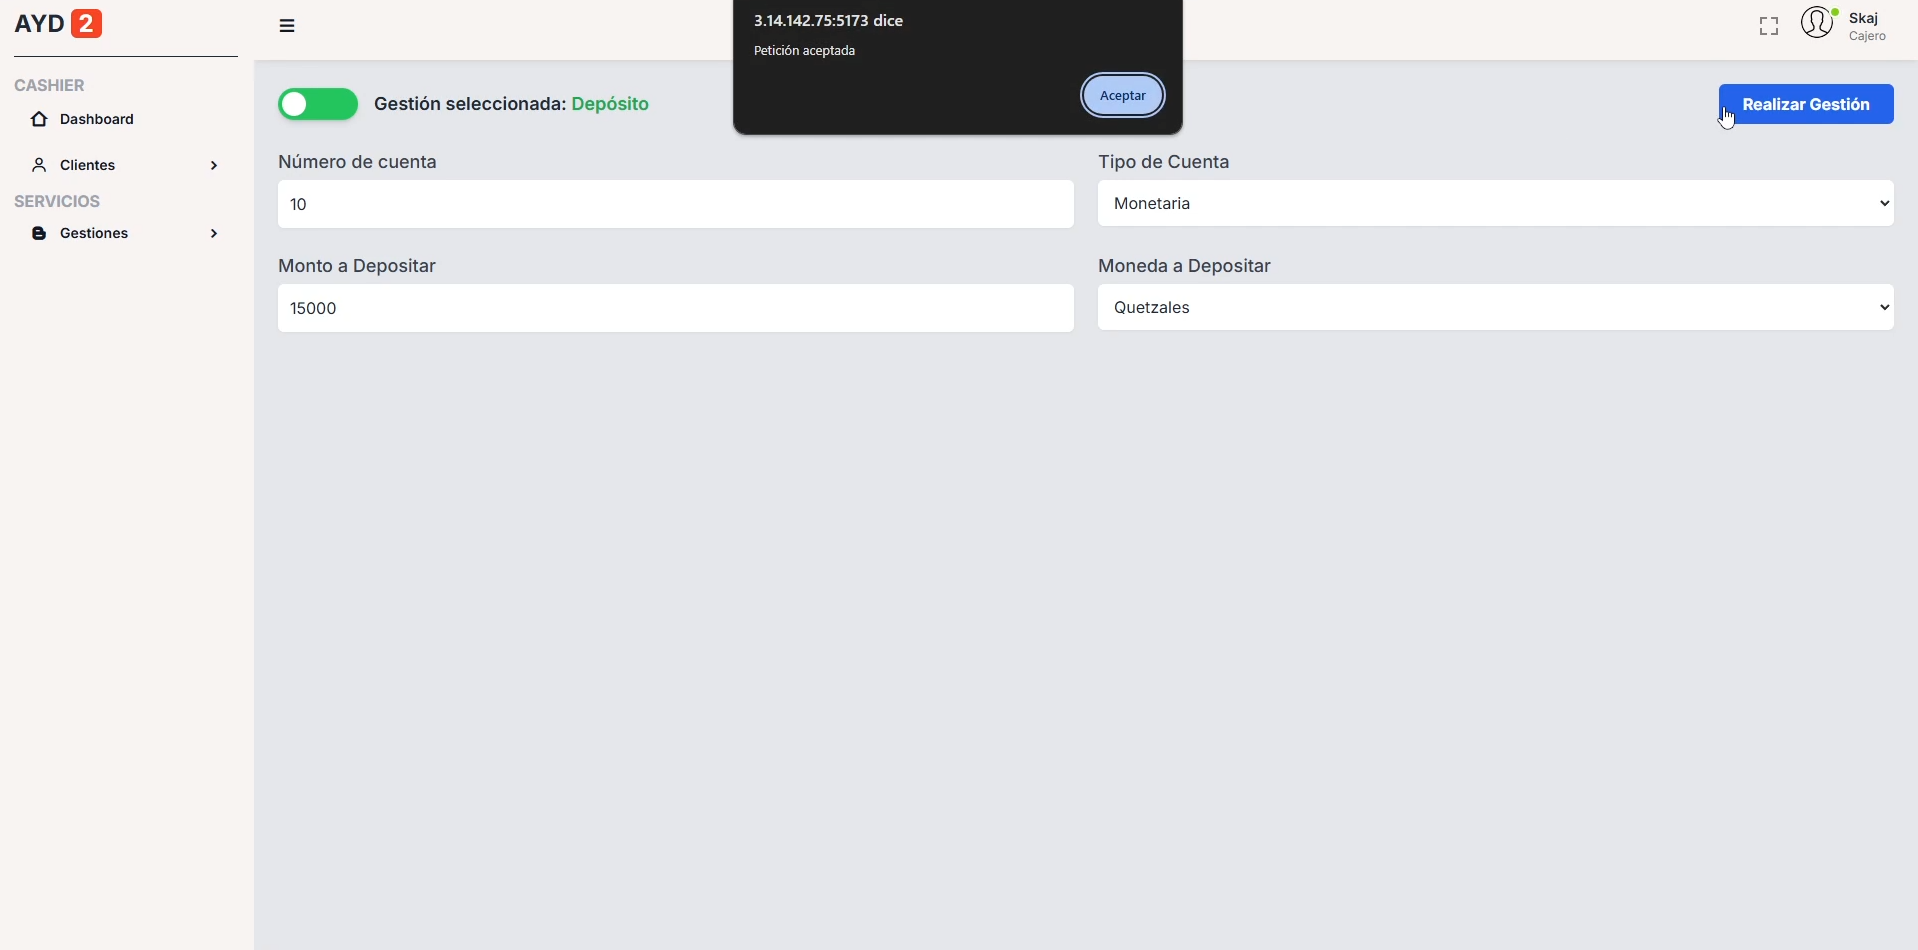 AYD 2
3.14.142.75:5173 dice
Petición aceptada
Aceptar
Skaj
Cajero
CASHIER
Dashboard
Clientes
SERVICIOS
Gestiones
Gestión seleccionada: Depósito
Realizar Gestión
Número de cuenta
Tipo de Cuenta
10
Monetaria
Monto a Depositar
Moneda a Depositar
15000
Quetzales